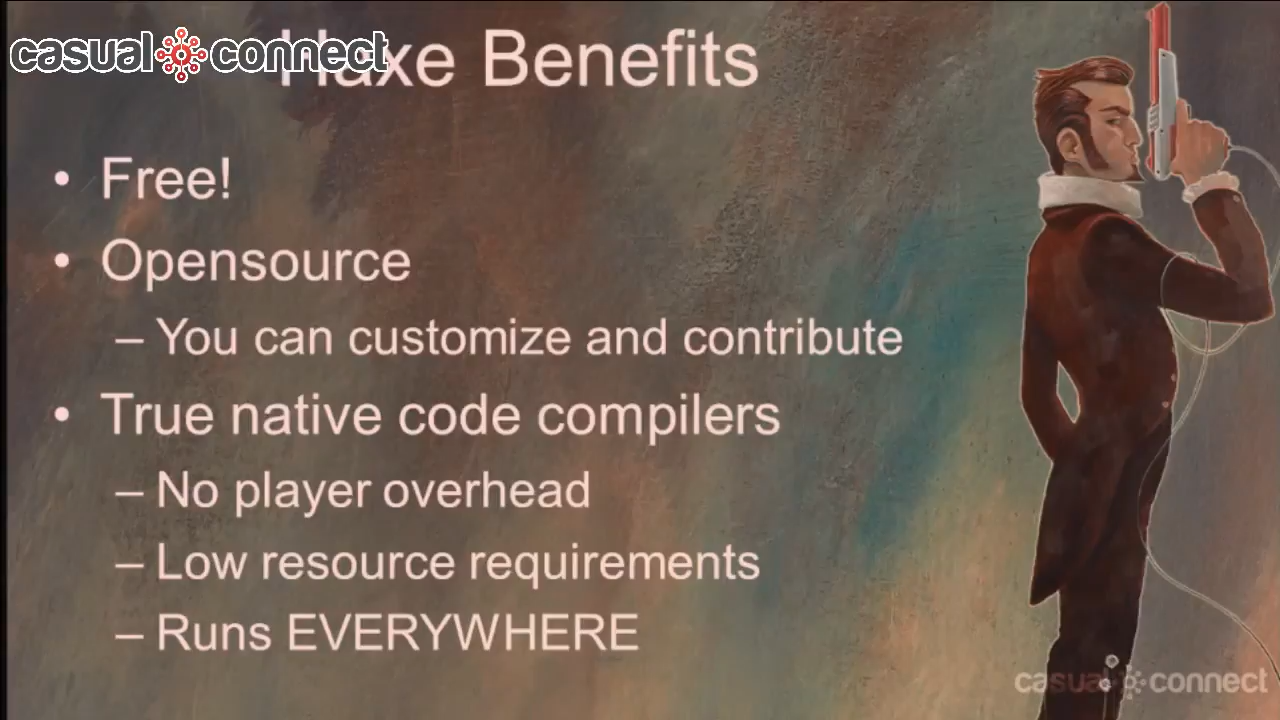 casual connect
Haxe Benefits
• Free!
• Opensource
– You can customize and contribute
• True native code compilers
– No player overhead
– Low resource requirements
– Runs EVERYWHERE
casual connect